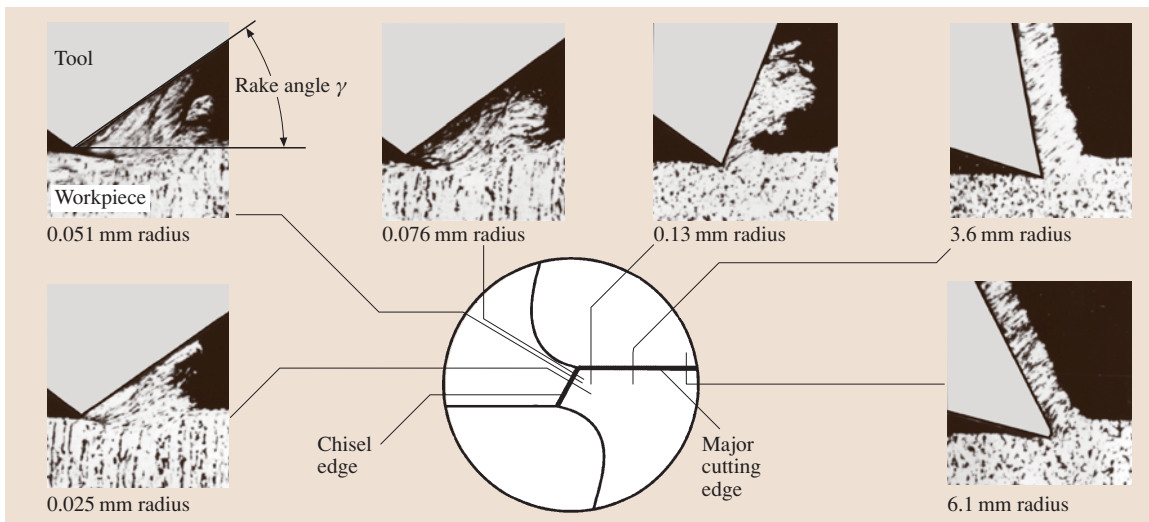 Tool
Rake angle γ
Workpiece
0.051 mm radius
0.076 mm radius
0.13 mm radius
3.6 mm radius
Chisel
edge
Major
cutting
edge
0.025 mm radius
6.1 mm radius